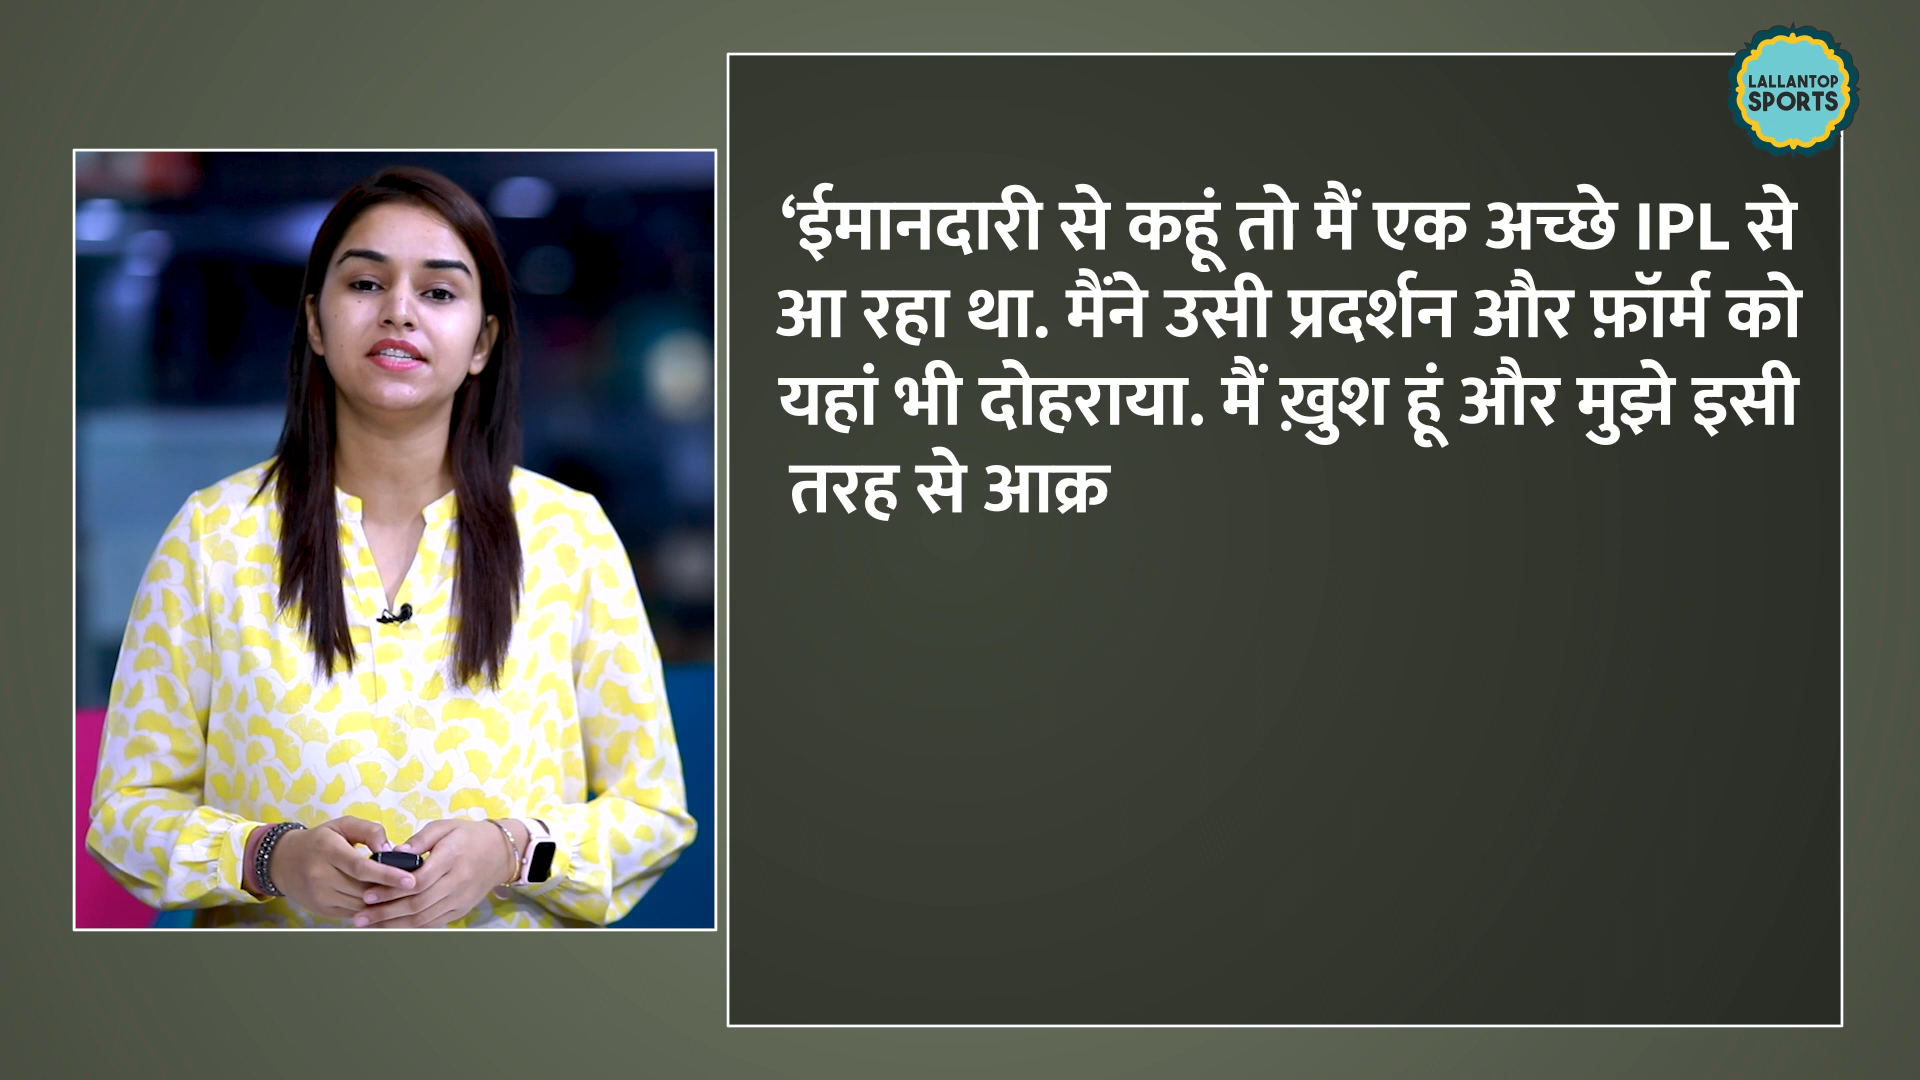 LALLANTOP
SPORTS
‘ईमानदारी से कहूं तो मैं एक अच्छे IPL से
आ रहा था. मैंने उसी प्रदर्शन और फ़ॉर्म को
यहां भी दोहराया. मैं ख़ुश हूं और मुझे इसी
तरह से आक्र